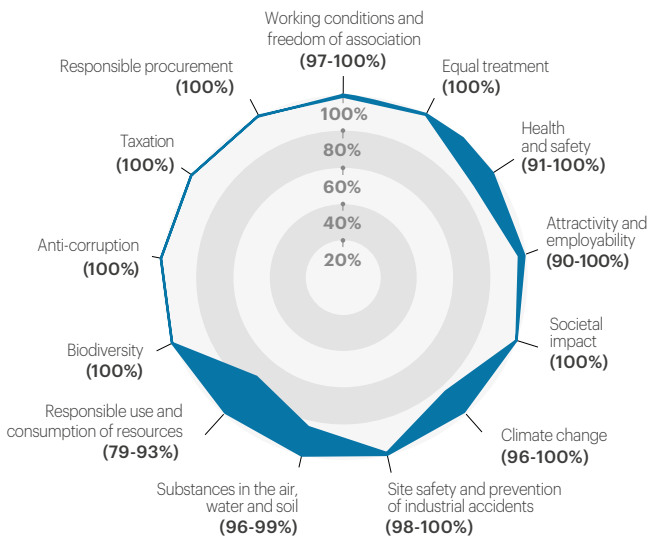 Working conditions and
freedom of association
(97-100%)
Equal treatment
(100%)
Health
and safety
(91-100%)
Attractivity and
employability
(90-100%)
Societal
impact
(100%)
Climate change
(96-100%)
Site safety and prevention
of industrial accidents
(98-100%)
Substances in the air,
water and soil
(96-99%)
Responsible use and
consumption of resources
(79-93%)
Biodiversity
(100%)
Anti-corruption
(100%)
Taxation
(100%)
Responsible procurement
(100%)
100%
80%
60%
40%
20%